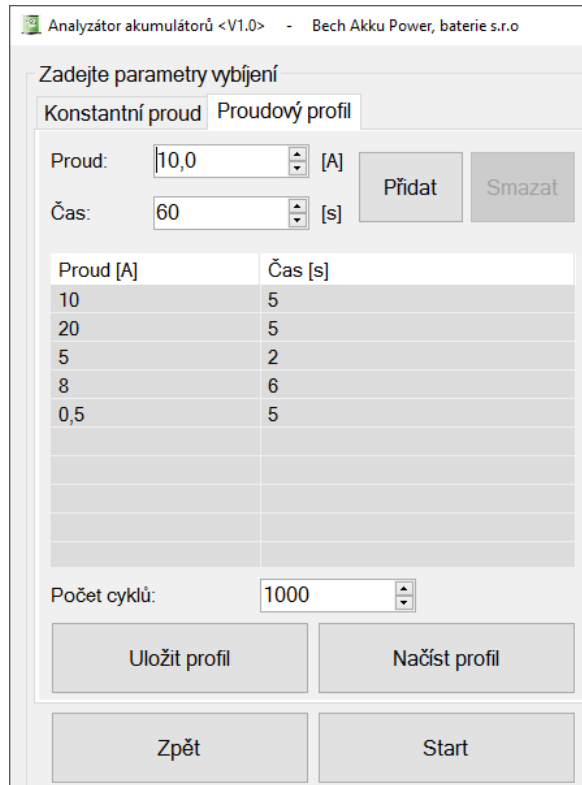 Analyzátor akumulátorů <V1.0> - Bech Akku Power, baterie s.r.o
Zadejte parametry vybíjení
Konstantní proud Proudový profil
Proud: 10,0 [A]
Přidat Smazat
Čas: 60 [s]
Proud [A] Čas [s]
10 5
20 5
5 2
8 6
0,5 5
Počet cyklů: 1000
Uložit profil Načíst profil
Zpět Start